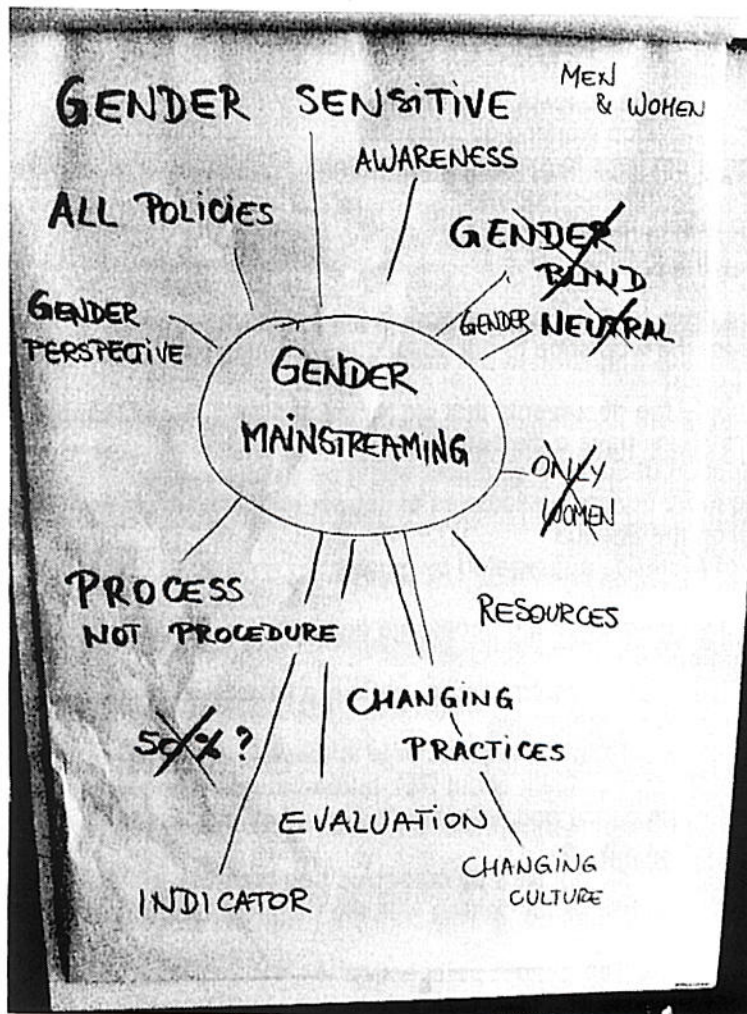 GENDER SENSITIVE
MEN
& WOMEN
AWARENESS
ALL POLICIES
GENDER
BLIND
GENDER
PERSPECTIVE
GENDER NEUTRAL
GENDER
MAINSTREAMING
ONLY
WOMEN
PROCESS
NOT PROCEDURE
RESOURCES
CHANGING
PRACTICES
50% ?
EVALUATION
CHANGING
CULTURE
INDICATOR